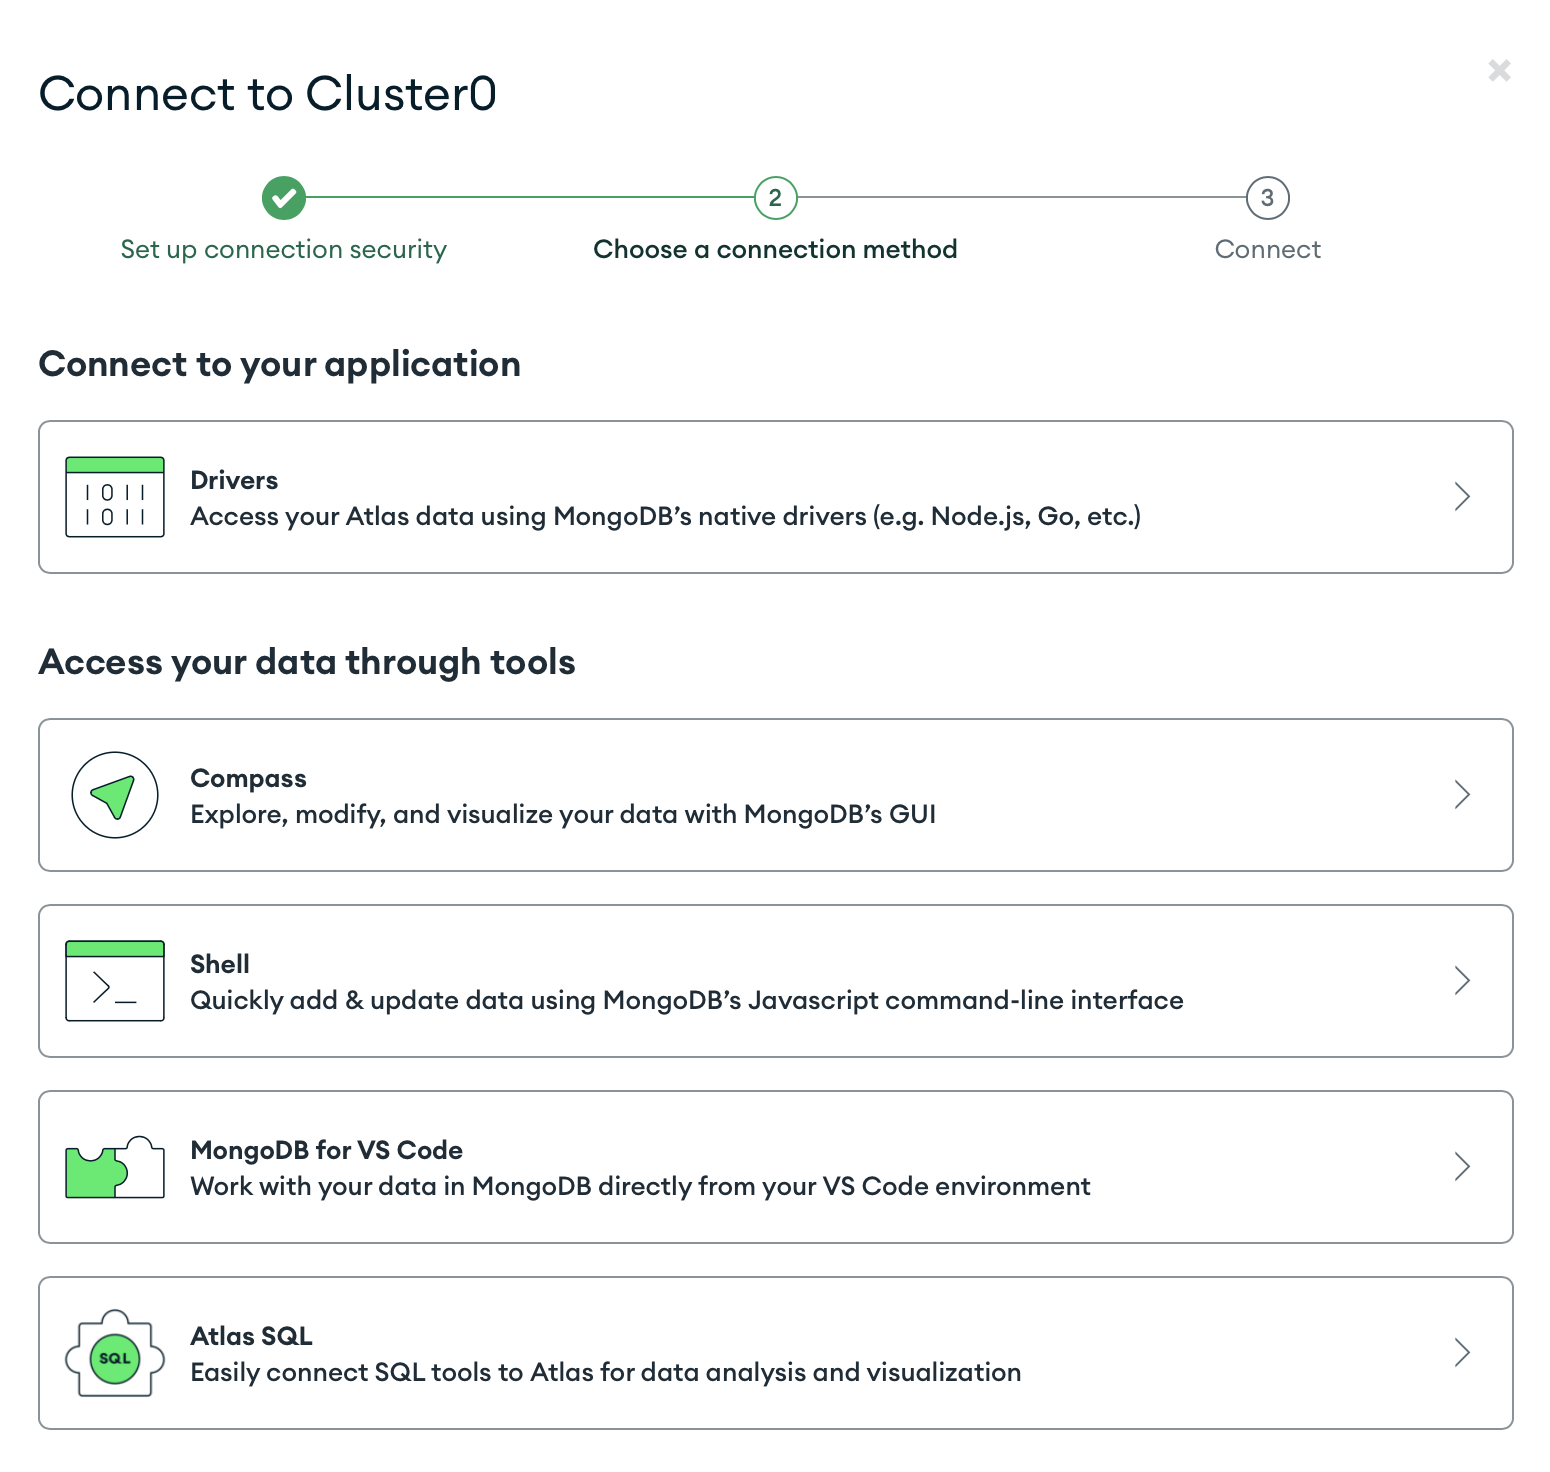 Connect to Cluster0
2
3
Set up connection security
Choose a connection method
Connect
Connect to your application
1011
1011
Drivers
Access your Atlas data using MongoDB’s native drivers (e.g. Node.js, Go, etc.)
Access your data through tools
Compass
Explore, modify, and visualize your data with MongoDB’s GUI
Shell
Quickly add & update data using MongoDB’s Javascript command-line interface
>_
MongoDB for VS Code
Work with your data in MongoDB directly from your VS Code environment
Atlas SQL
SQL
Easily connect SQL tools to Atlas for data analysis and visualization